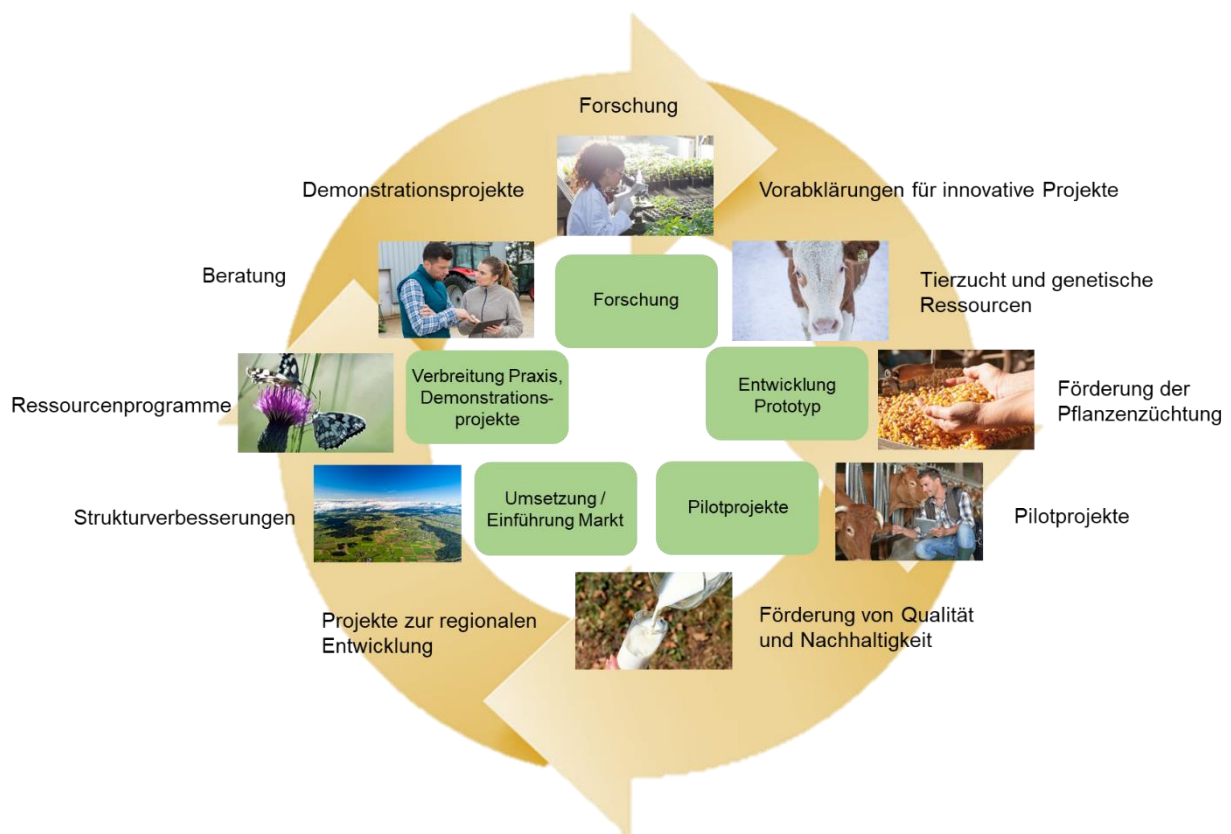 Forschung
Demonstrationsprojekte
Vorabklärungen für innovative Projekte
Beratung
Tierzucht und genetische
Ressourcen
Forschung
Ressourcenprogramme
Verbreitung Praxis,
Demonstrations-
projekte
Entwicklung
Prototyp
Förderung der
Pflanzenzüchtung
Strukturverbesserungen
Umsetzung /
Einführung Markt
Pilotprojekte
Pilotprojekte
Projekte zur regionalen
Entwicklung
Förderung von Qualität
und Nachhaltigkeit